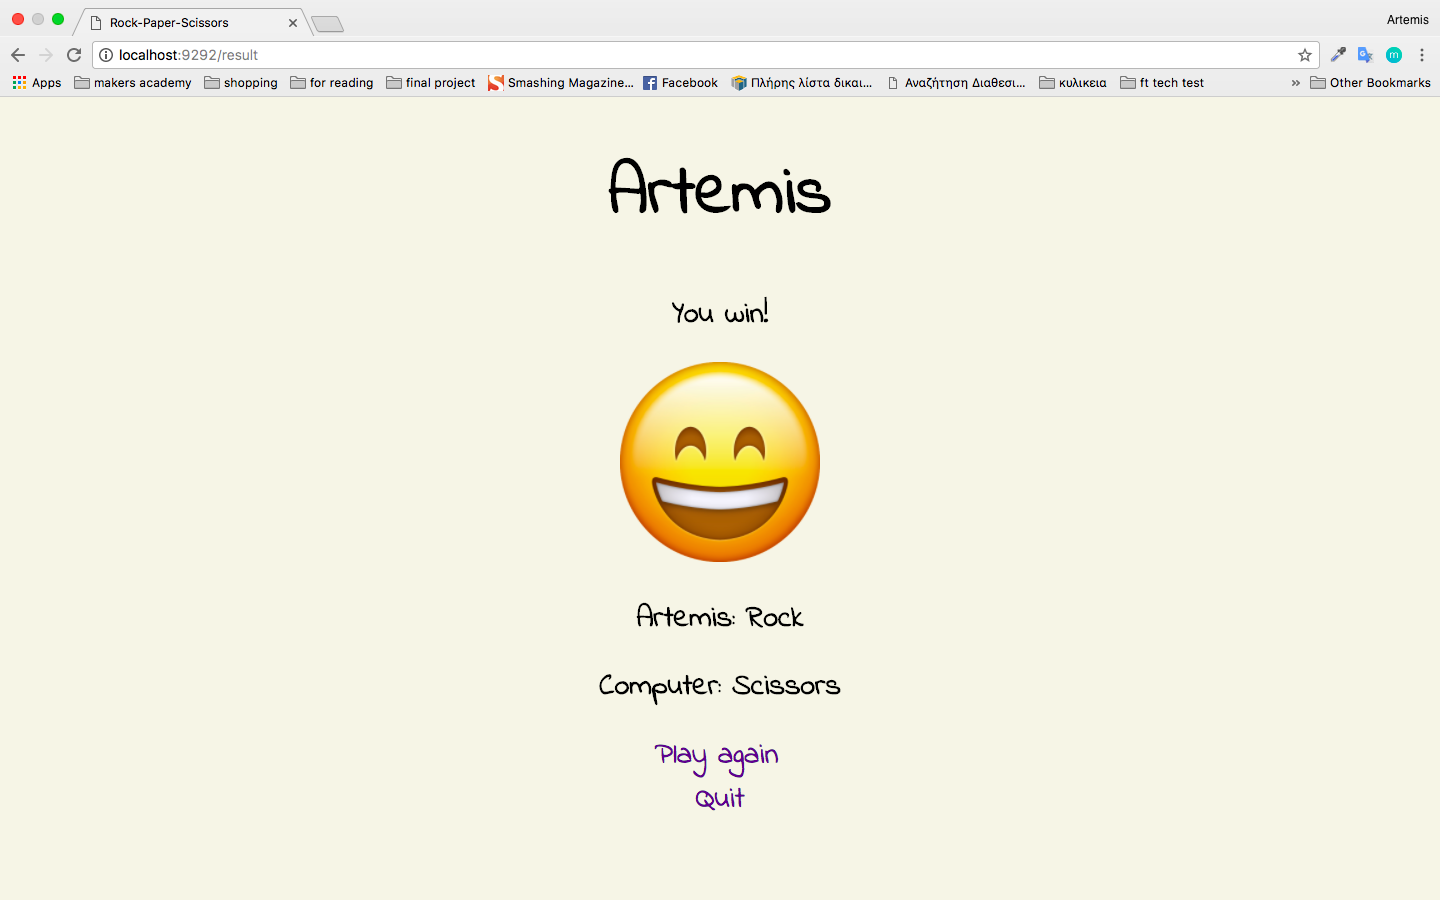 Rock-Paper-Scissors
Artemis
localhost:9292/result
m
Apps makers academy shopping for reading final project Smashing Magazine... Facebook Πλήρης λίστα δικαι... Αναζήτηση Διαθεσι... κυλικεια ft tech test » Other Bookmarks
Artemis
You win!
Artemis: Rock
Computer: Scissors
Play again
Quit